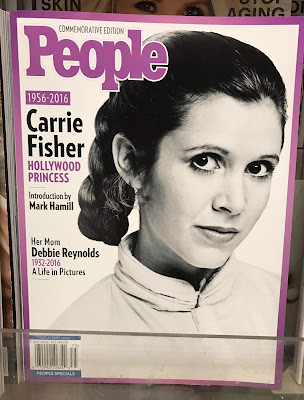 SKIN
STOP
AGING
COMMEMORATIVE EDITION
People
1956-2016
Carrie
Fisher
HOLLYWOOD
PRINCESS
Introduction by
Mark Hamill
Her Mom
Debbie Reynolds
1932-2016
A Life in Pictures
PEOPLE SPECIALS